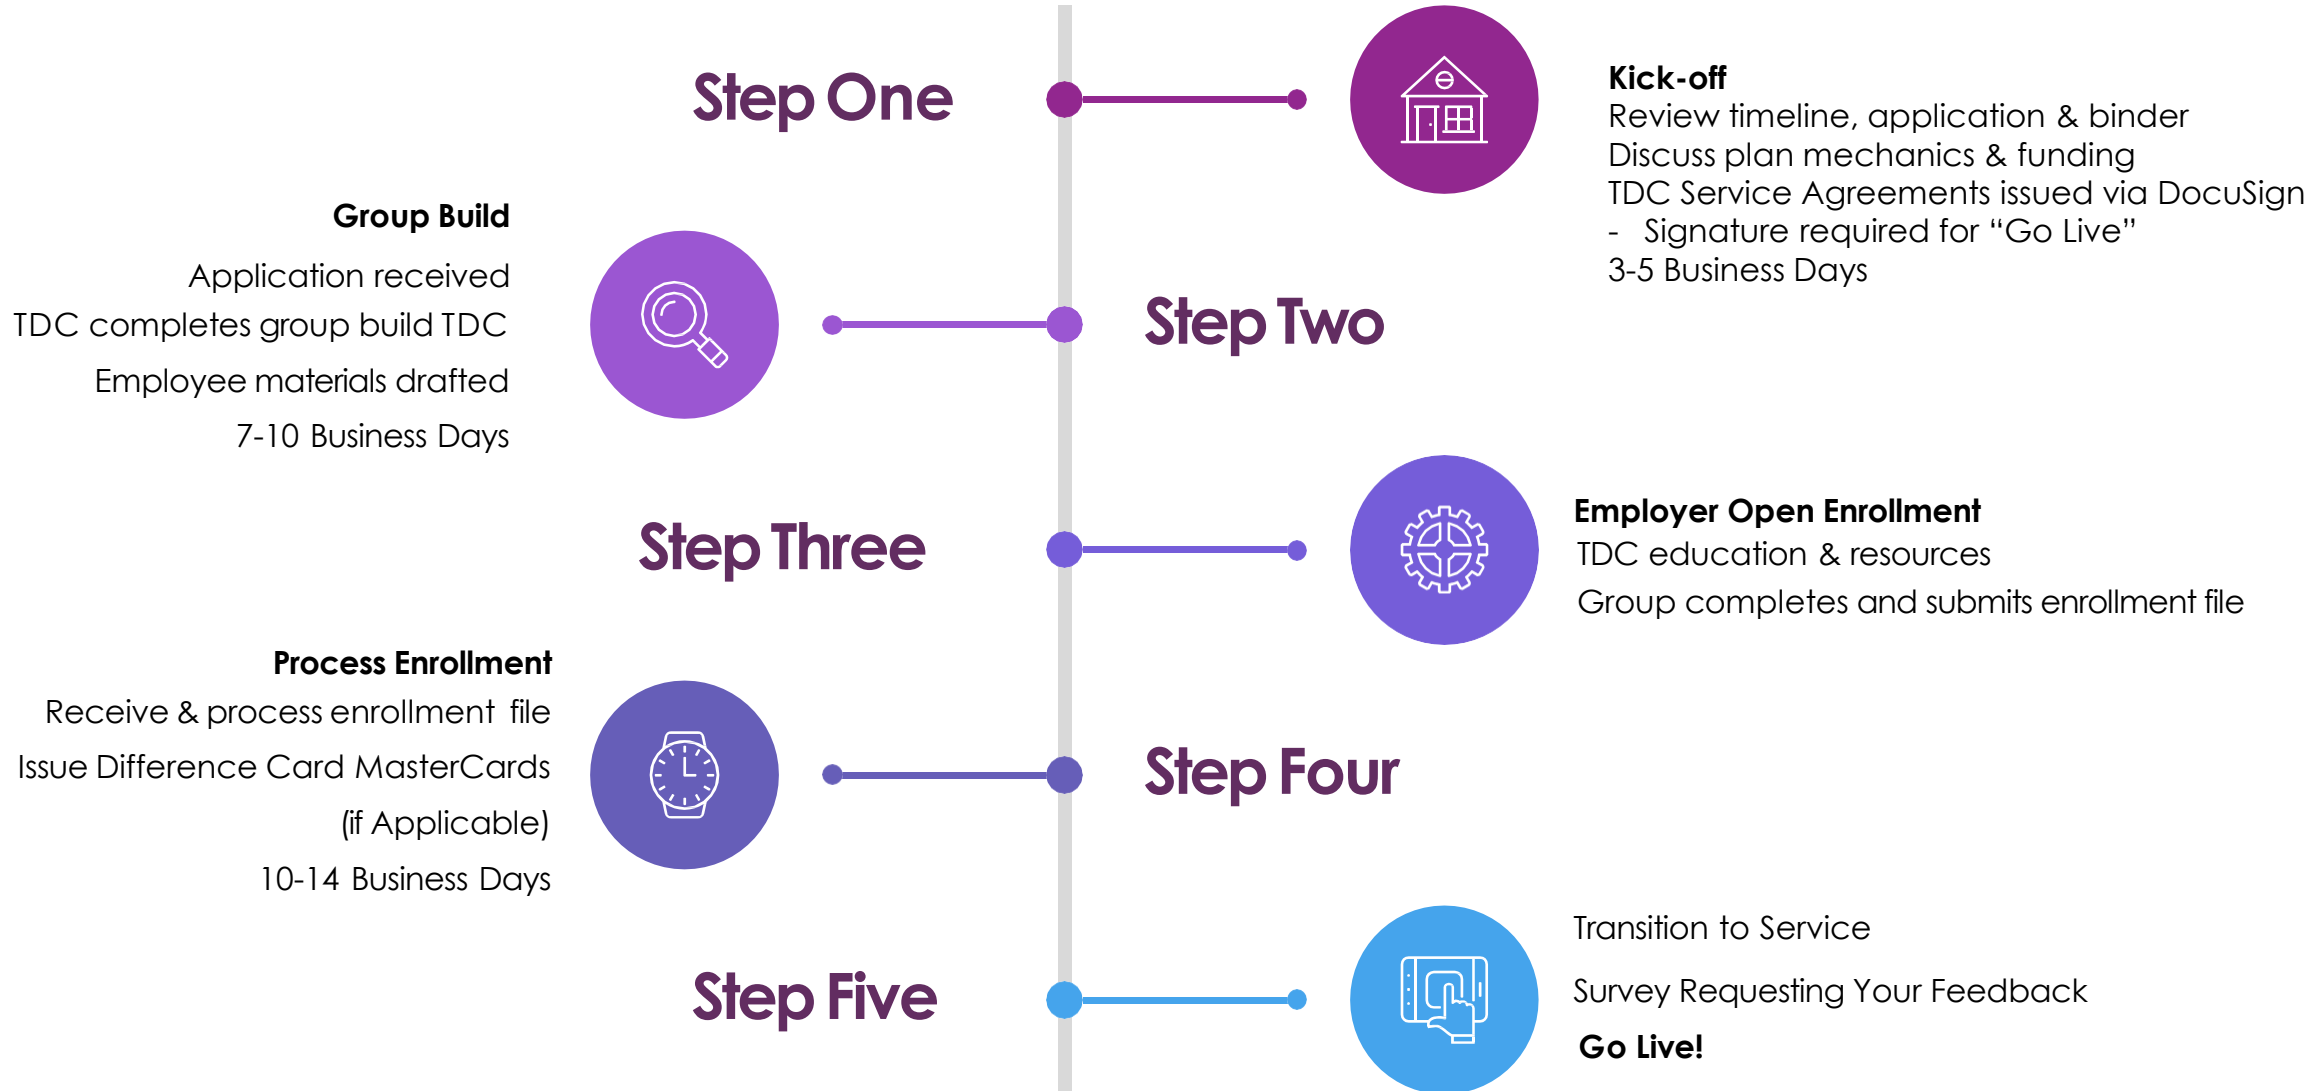 Step One
Kick-off
Review timeline, application & binder
Discuss plan mechanics & funding
TDC Service Agreements issued via DocuSign
- Signature required for “Go Live”
3-5 Business Days
Group Build
Application received
TDC completes group build TDC
Employee materials drafted
7-10 Business Days
Step Two
Step Three
Employer Open Enrollment
TDC education & resources
Group completes and submits enrollment file
Process Enrollment
Receive & process enrollment file
Issue Difference Card MasterCards
(if Applicable)
10-14 Business Days
Step Four
Step Five
Transition to Service
Survey Requesting Your Feedback
Go Live!